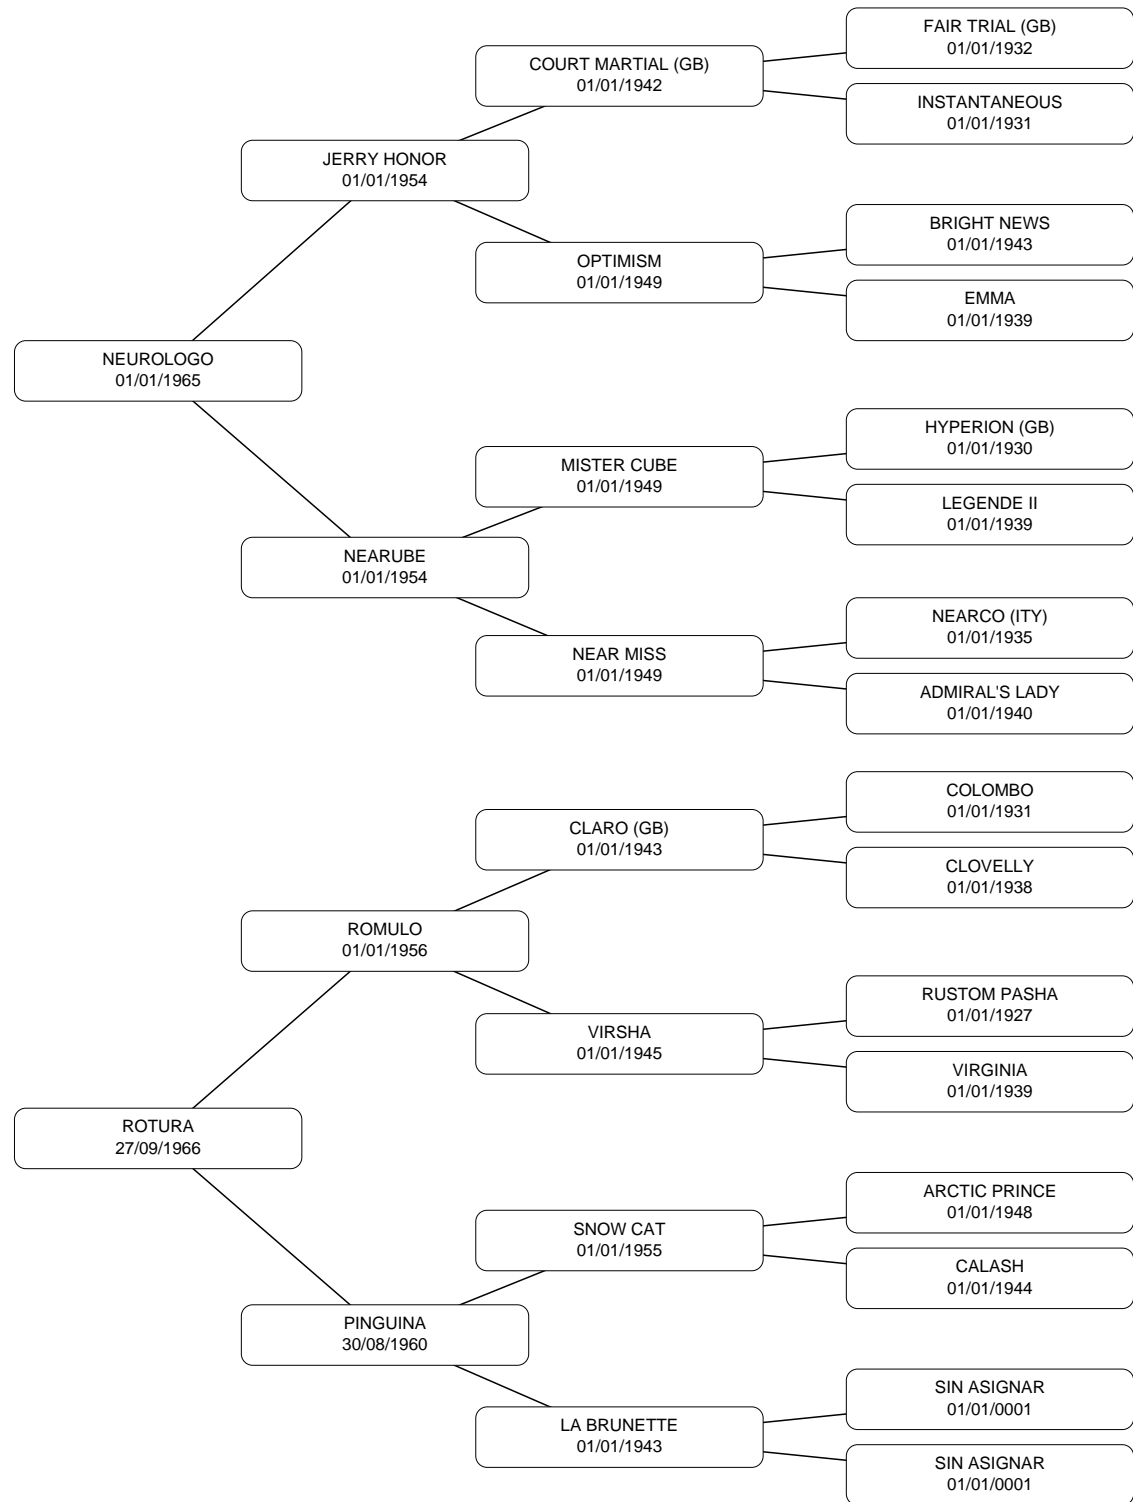 FAIR TRIAL (GB)
01/01/1932
COURT MARTIAL (GB)
01/01/1942
INSTANTANEOUS
01/01/1931
JERRY HONOR
01/01/1954
BRIGHT NEWS
01/01/1943
OPTIMISM
01/01/1949
EMMA
01/01/1939
NEUROLOGO
01/01/1965
HYPERION (GB)
01/01/1930
MISTER CUBE
01/01/1949
LEGENDE II
01/01/1939
NEARUBE
01/01/1954
NEARCO (ITY)
01/01/1935
NEAR MISS
01/01/1949
ADMIRAL'S LADY
01/01/1940
COLOMBO
01/01/1931
CLARO (GB)
01/01/1943
CLOVELLY
01/01/1938
ROMULO
01/01/1956
RUSTOM PASHA
01/01/1927
VIRSHA
01/01/1945
VIRGINIA
01/01/1939
ROTURA
27/09/1966
ARCTIC PRINCE
01/01/1948
SNOW CAT
01/01/1955
CALASH
01/01/1944
PINGUINA
30/08/1960
SIN ASIGNAR
01/01/0001
LA BRUNETTE
01/01/1943
SIN ASIGNAR
01/01/0001